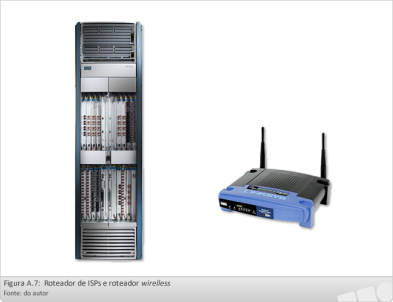 Figura A.7: Roteador de ISPs e roteador wirelless
Fonte: do autor